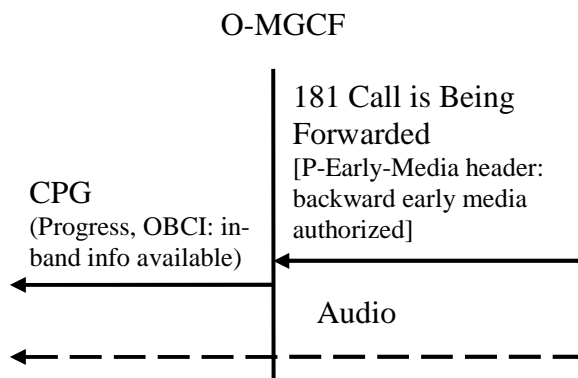 O-MGCF
181 Call is Being
Forwarded
[P-Early-Media header:
backward early media
authorized]
CPG
(Progress, OBCI: in-
band info available)
Audio